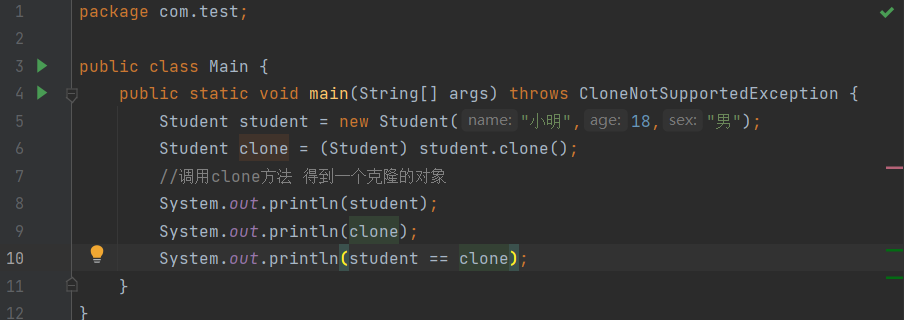 1 package com.test;
2
3 public class Main {
4 public static void main(String[] args) throws CloneNotSupportedException {
5 Student student = new Student( name: "小明", age: 18, sex: "男");
6 Student clone = (Student) student.clone();
7 //调用clone方法 得到一个克隆的对象
8 System.out.println(student);
9 System.out.println(clone);
10 System.out.println(student == clone);
11 }
12 }